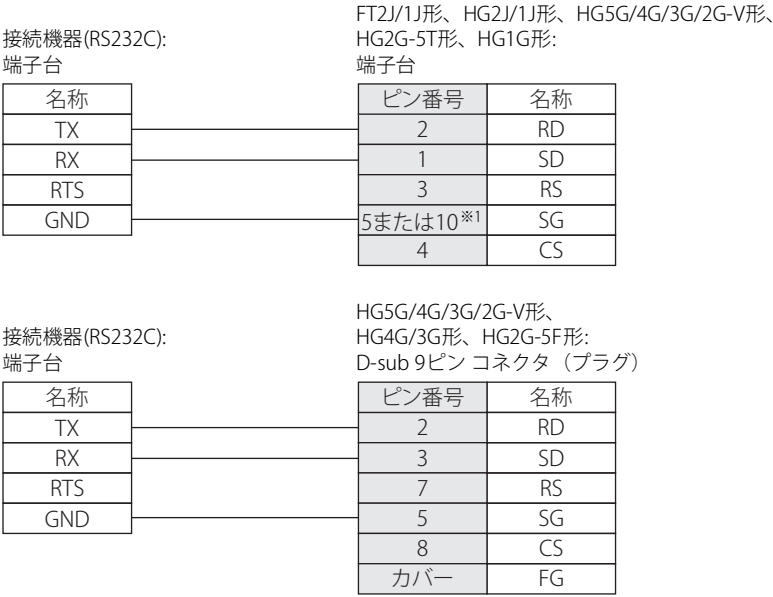 接続機器(RS232C):
端子台
FT2J/1J形、HG2J/1J形、HG5G/4G/3G/2G-V形、
HG2G-5T形、HG1G形:
端子台
名称 ピン番号 名称
TX 2 RD
RX 1 SD
RTS 3 RS
GND 5または10※1 SG
4 CS
接続機器(RS232C):
端子台
HG5G/4G/3G/2G-V形、
HG4G/3G形、HG2G-5F形:
D-sub 9ピン コネクタ（プラグ）
名称 ピン番号 名称
TX 2 RD
RX 3 SD
RTS 7 RS
GND 5 SG
8 CS
カバー FG